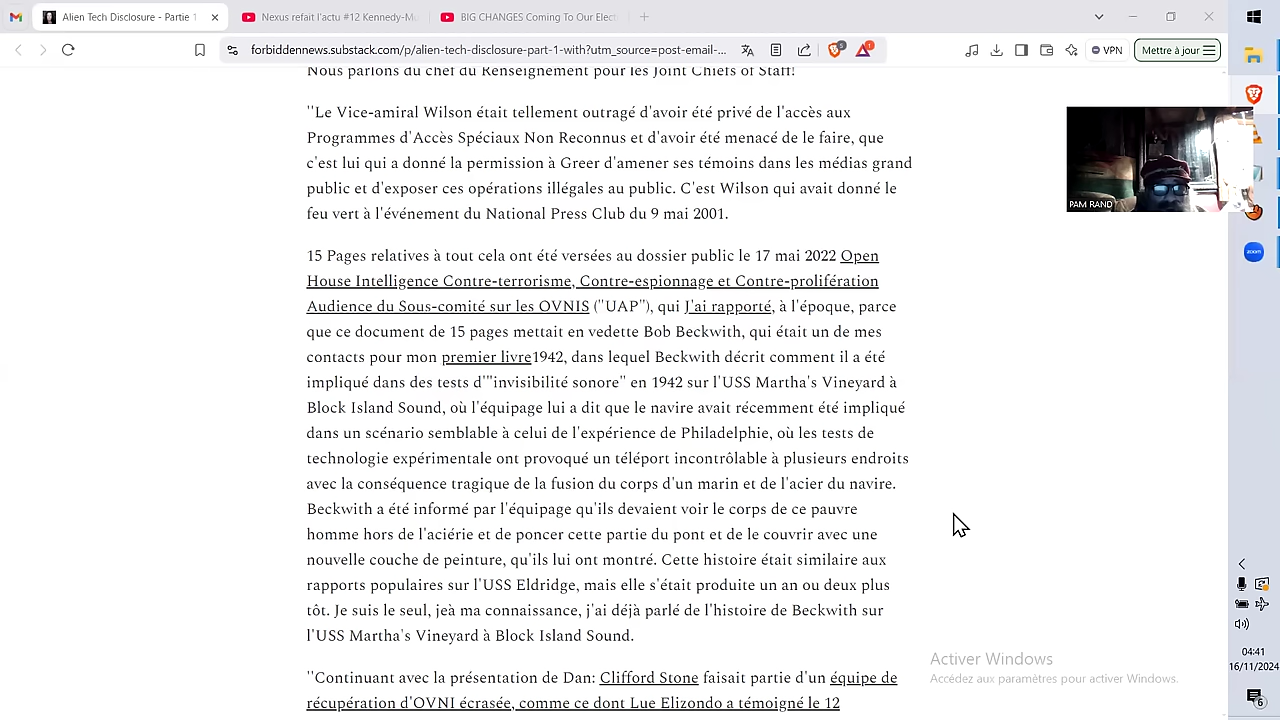 Alien Tech Disclosure - Partie 1
Nexus refait l'actu #12 Kennedy-Mu
BIG CHANGES Coming To Our Elect
forbiddennews.substack.com/p/alien-tech-disclosure-part-1-with?utm_source=post-email-...
5
1
VPN
Mettre à jour
Nous parlons du chef du Renseignement pour les Joint Chiefs of Staff!
''Le Vice-amiral Wilson était tellement outragé d'avoir été privé de l'accès aux
Programmes d'Accès Spéciaux Non Reconnus et d'avoir été menacé de le faire, que
c'est lui qui a donné la permission à Greer d'amener ses témoins dans les médias grand
public et d'exposer ces opérations illégales au public. C'est Wilson qui avait donné le
feu vert à l'événement du National Press Club du 9 mai 2001.
15 Pages relatives à tout cela ont été versées au dossier public le 17 mai 2022 Open
House Intelligence Contre-terrorisme, Contre-espionnage et Contre-prolifération
Audience du Sous-comité sur les OVNIS ("UAP"), qui J'ai rapporté, à l'époque, parce
que ce document de 15 pages mettait en vedette Bob Beckwith, qui était un de mes
contacts pour mon premier livre1942, dans lequel Beckwith décrit comment il a été
impliqué dans des tests d'"invisibilité sonore" en 1942 sur l'USS Martha's Vineyard à
Block Island Sound, où l'équipage lui a dit que le navire avait récemment été impliqué
dans un scénario semblable à celui de l'expérience de Philadelphie, où les tests de
technologie expérimentale ont provoqué un téléport incontrôlable à plusieurs endroits
avec la conséquence tragique de la fusion du corps d'un marin et de l'acier du navire.
Beckwith a été informé par l'équipage qu'ils devaient voir le corps de ce pauvre
homme hors de l'aciérie et de poncer cette partie du pont et de le couvrir avec une
nouvelle couche de peinture, qu'ils lui ont montré. Cette histoire était similaire aux
rapports populaires sur l'USS Eldridge, mais elle s'était produite un an ou deux plus
tôt. Je suis le seul, jeà ma connaissance, j'ai déjà parlé de l'histoire de Beckwith sur
l'USS Martha's Vineyard à Block Island Sound.
''Continuant avec la présentation de Dan: Clifford Stone faisait partie d'un équipe de
récupération d'OVNI écrasée, omme ce dont Lue Elizondo a témoigné le 12
PAM RAND
zoom
Activer Windows
Accédez aux paramètres pour activer Windows.
04:41
16/11/2024
6